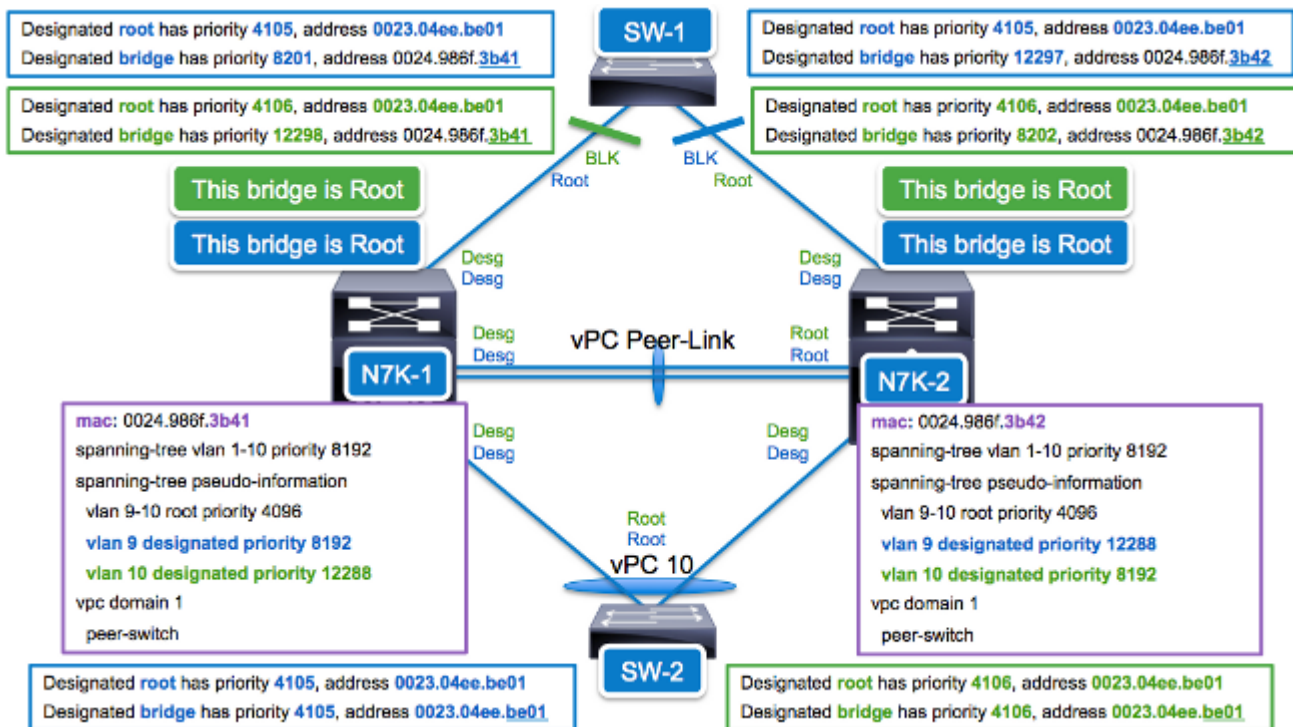 Designated root has priority 4105, address 0023.04ee.be01
Designated bridge has priority 8201, address 0024.986f.3b41
SW-1
Designated root has priority 4105, address 0023.04ee.be01
Designated bridge has priority 12297, address 0024.986f.3b42
Designated root has priority 4106, address 0023.04ee.be01
Designated bridge has priority 12298, address 0024.986f.3b41
Designated root has priority 4106, address 0023.04ee.be01
Designated bridge has priority 8202, address 0024.986f.3b42
BLK
Root
BLK
Root
This bridge is Root
This bridge is Root
This bridge is Root
This bridge is Root
Desg
Desg
Desg
Desg
Desg
Desg
vPC Peer-Link
Root
Root
N7K-1
N7K-2
mac: 0024.986f.3b41
spanning-tree vlan 1-10 priority 8192
spanning-tree pseudo-information
vlan 9-10 root priority 4096
vlan 9 designated priority 8192
vlan 10 designated priority 12288
vpc domain 1
peer-switch
Desg
Desg
Desg
Desg
mac: 0024.986f.3b42
spanning-tree vlan 1-10 priority 8192
spanning-tree pseudo-information
vlan 9-10 root priority 4096
vlan 9 designated priority 12288
vlan 10 designated priority 8192
vpc domain 1
peer-switch
Root
Root
vPC 10
SW-2
Designated root has priority 4105, address 0023.04ee.be01
Designated bridge has priority 4105, address 0023.04ee.be01
Designated root has priority 4106, address 0023.04ee.be01
Designated bridge has priority 4106, address 0023.04ee.be01